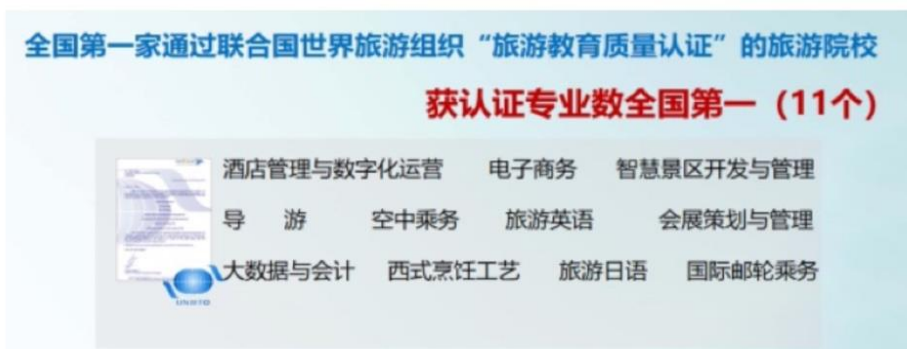 全国第一家通过联合国世界旅游组织“旅游教育质量认证”的旅游院校
获认证专业数全国第一（11个）
酒店管理与数字化运营 电子商务 智慧景区开发与管理
导 游 空中乘务 旅游英语 会展策划与管理
大数据与会计 西式烹饪工艺 旅游日语 国际邮轮乘务
UNWTO